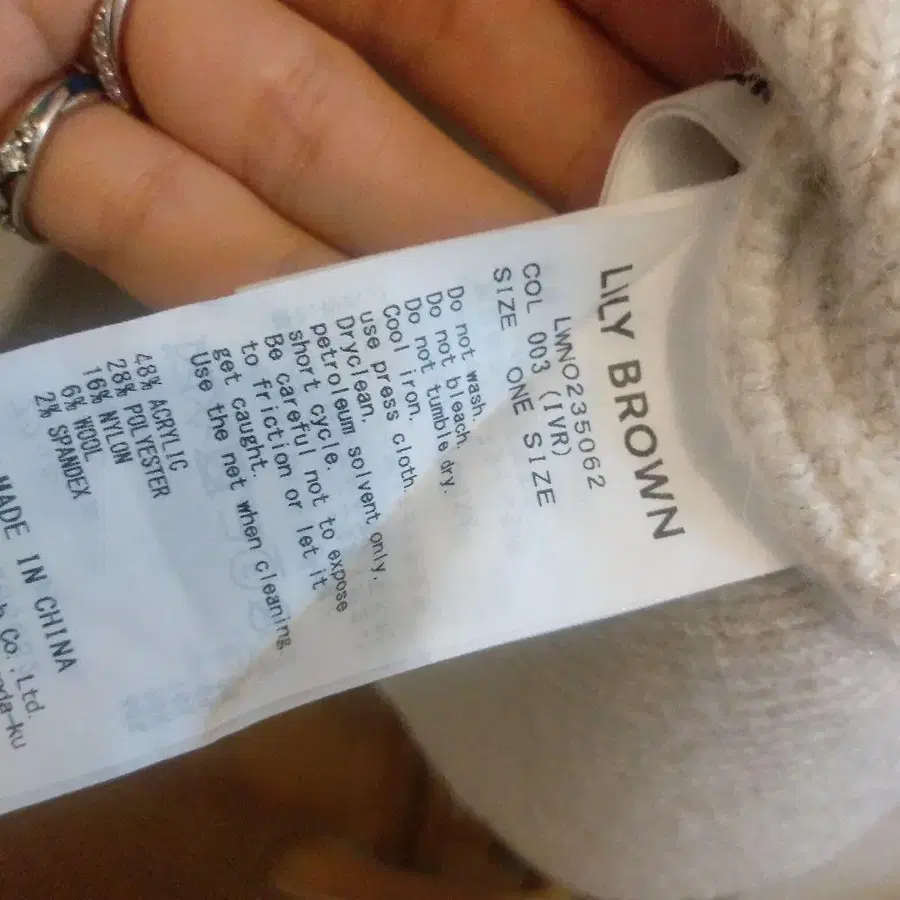 LILY BROWN
LWNO235062
COL 003 (IVR)
SIZE ONE SIZE
Do not wash.
Do not bleach.
Do not tumble dry.
Cool iron.
use press cloth.
Dryclean.
petroleum solvent only.
short cycle.
Be careful not to expose
to friction or let it
get caught.
Use the net when cleaning.
48% ACRYLIC
28% POLYESTER
16% NYLON
6% WOOL
2% SPANDEX
MADE IN CHINA
Co.,Ltd.